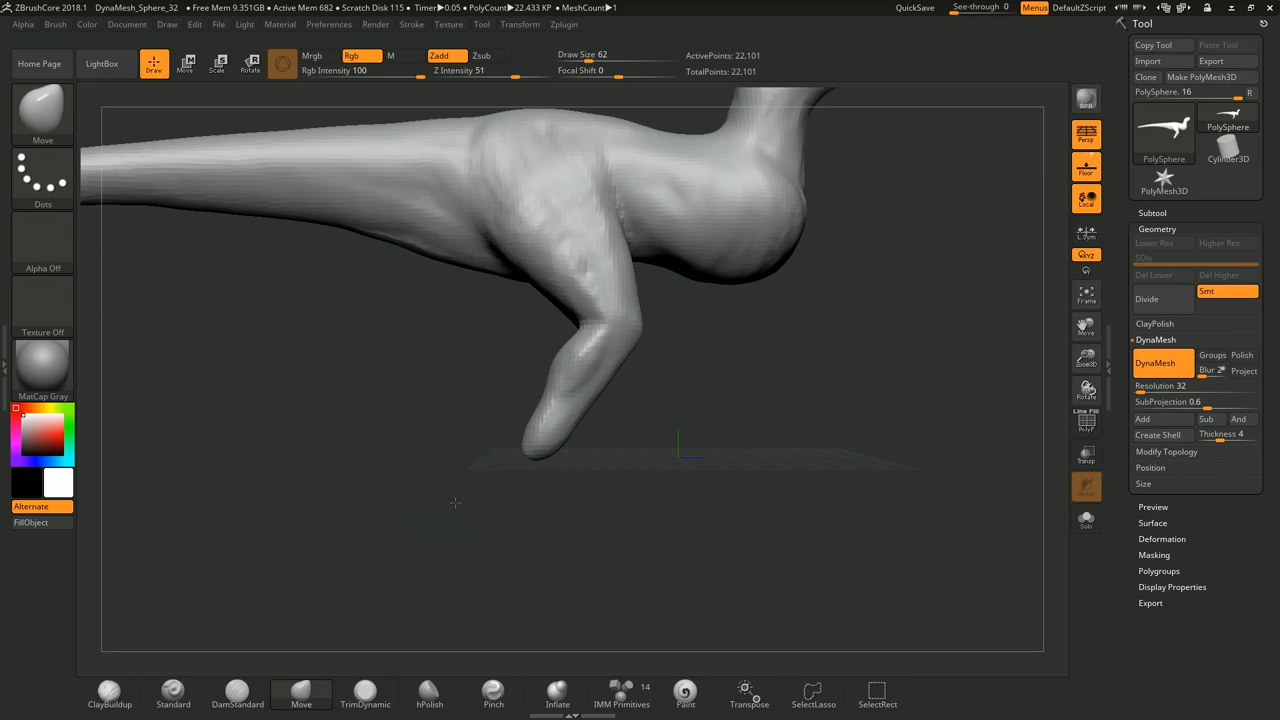 ZBrushCore 2018.1 DynaMesh_Sphere_32 • Free Mem 9.351GB • Active Mem 682 • Scratch Disk 115 • Timer▶0.05 • PolyCount▶22.433 KP • MeshCount▶1 QuickSave See-through 0 Menus DefaultZScript
Alpha Brush Color Document Draw Edit File Light Macro Material Movie Preferences Render Stroke Texture Tool Transform Zplugin
Tool
Home Page
LightBox
Draw
Move
Scale
Rotate
Mrgb Rgb M
Rgb Intensity 100
Zadd Zsub
Z Intensity 51
Draw Size 62
Focal Shift 0
ActivePoints: 22,101
TotalPoints: 22,101
Move
Dots
Alpha Off
Texture Off
MatCap Gray
Alternate
FillObject
BPR
Persp
Floor
Local
L.Sym
XYZ
Frame
Move
Zoom3D
Rotate
Line Fill
PolyF
Transp
Ghost
Solo
Copy Tool Paste Tool
Import Export
Clone Make PolyMesh3D
PolySphere. 16 R
PolySphere
PolySphere
Cylinder3D
PolyMesh3D
Subtool
Geometry
Lower Res Higher Res
SDiv
Del Lower Del Higher
Divide
Smt
ClayPolish
DynaMesh
DynaMesh
Groups Polish
Blur 2 Project
Resolution 32
SubProjection 0.6
Add Sub And
Create Shell Thickness 4
Modify Topology
Position
Size
Preview
Surface
Deformation
Masking
Polygroups
Display Properties
Export
ClayBuildup Standard DamStandard Move TrimDynamic hPolish Pinch Inflate IMM Primitives 14 Paint Transpose SelectLasso SelectRect